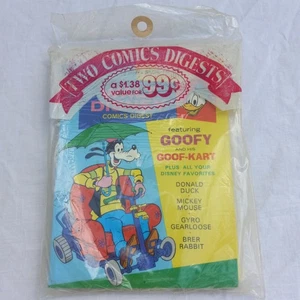 TWO COMICS DIGESTS
a $1.38
value for
99¢
COMICS DIGEST
featuring
GOOFY
and his
GOOF-KART
PLUS ALL YOUR
DISNEY FAVORITES
DONALD
DUCK
MICKEY
MOUSE
GYRO
GEARLOOSE
BRER
RABBIT